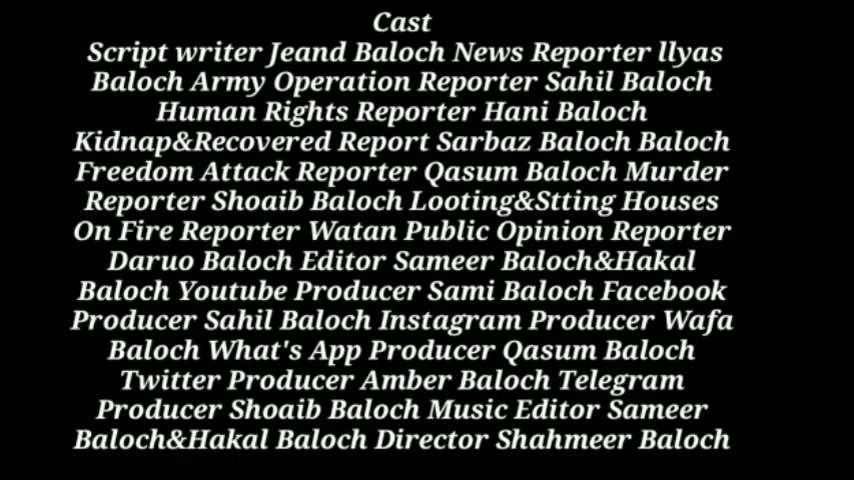 Cast
Script writer Jeand Baloch News Reporter llyas
Baloch Army Operation Reporter Sahil Baloch
Human Rights Reporter Hani Baloch
Kidnap&Recovered Report Sarbaz Baloch Baloch
Freedom Attack Reporter Qasum Baloch Murder
Reporter Shoaib Baloch Looting&Stting Houses
On Fire Reporter Watan Public Opinion Reporter
Daruo Baloch Editor Sameer Baloch&Hakal
Baloch Youtube Producer Sami Baloch Facebook
Producer Sahil Baloch Instagram Producer Wafa
Baloch What's App Producer Qasum Baloch
Twitter Producer Amber Baloch Telegram
Producer Shoaib Baloch Music Editor Sameer
Baloch&Hakal Baloch Director Shahmeer Baloch